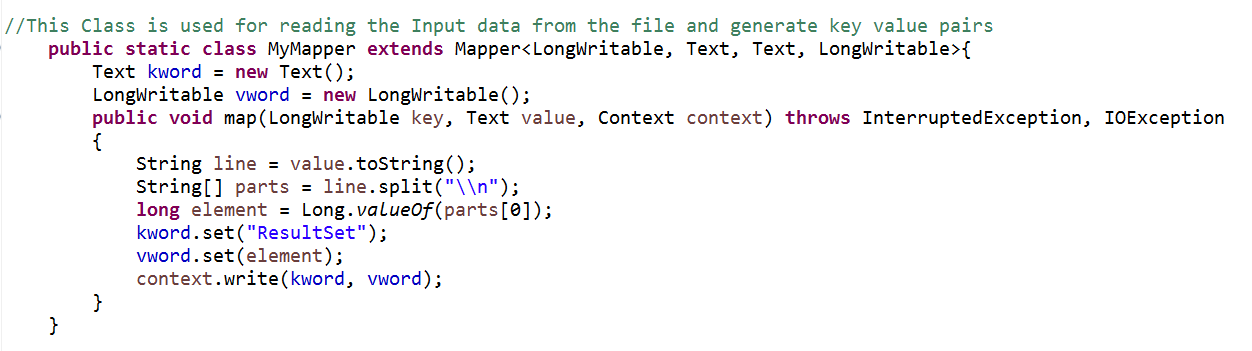 //This Class is used for reading the Input data from the file and generate key value pairs
public static class MyMapper extends Mapper<LongWritable, Text, Text, LongWritable>{
Text kword = new Text();
LongWritable vword = new LongWritable();
public void map(LongWritable key, Text value, Context context) throws InterruptedException, IOException
{
String line = value.toString();
String[] parts = line.split("\\n");
long element = Long.valueOf(parts[0]);
kword.set("ResultSet");
vword.set(element);
context.write(kword, vword);
}
}